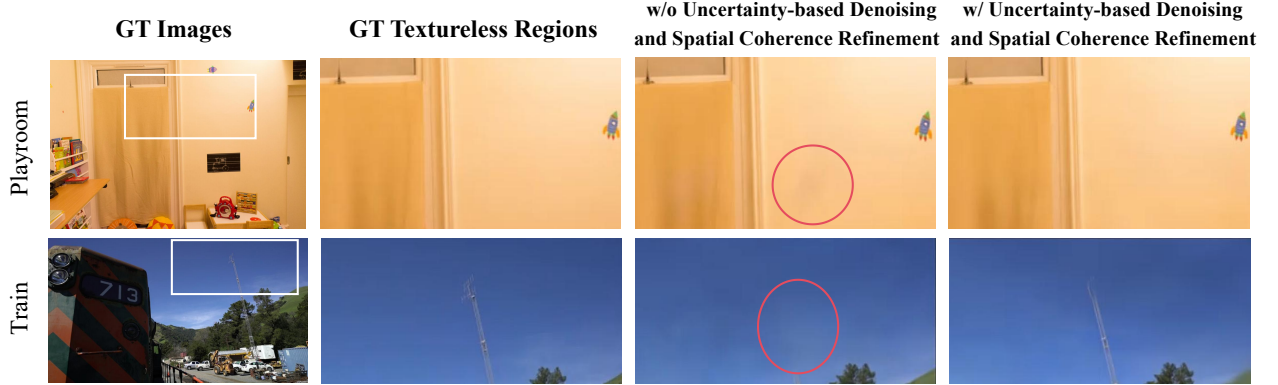 GT Images
GT Textureless Regions
w/o Uncertainty-based Denoising
and Spatial Coherence Refinement
w/ Uncertainty-based Denoising
and Spatial Coherence Refinement
Playroom
Train
713